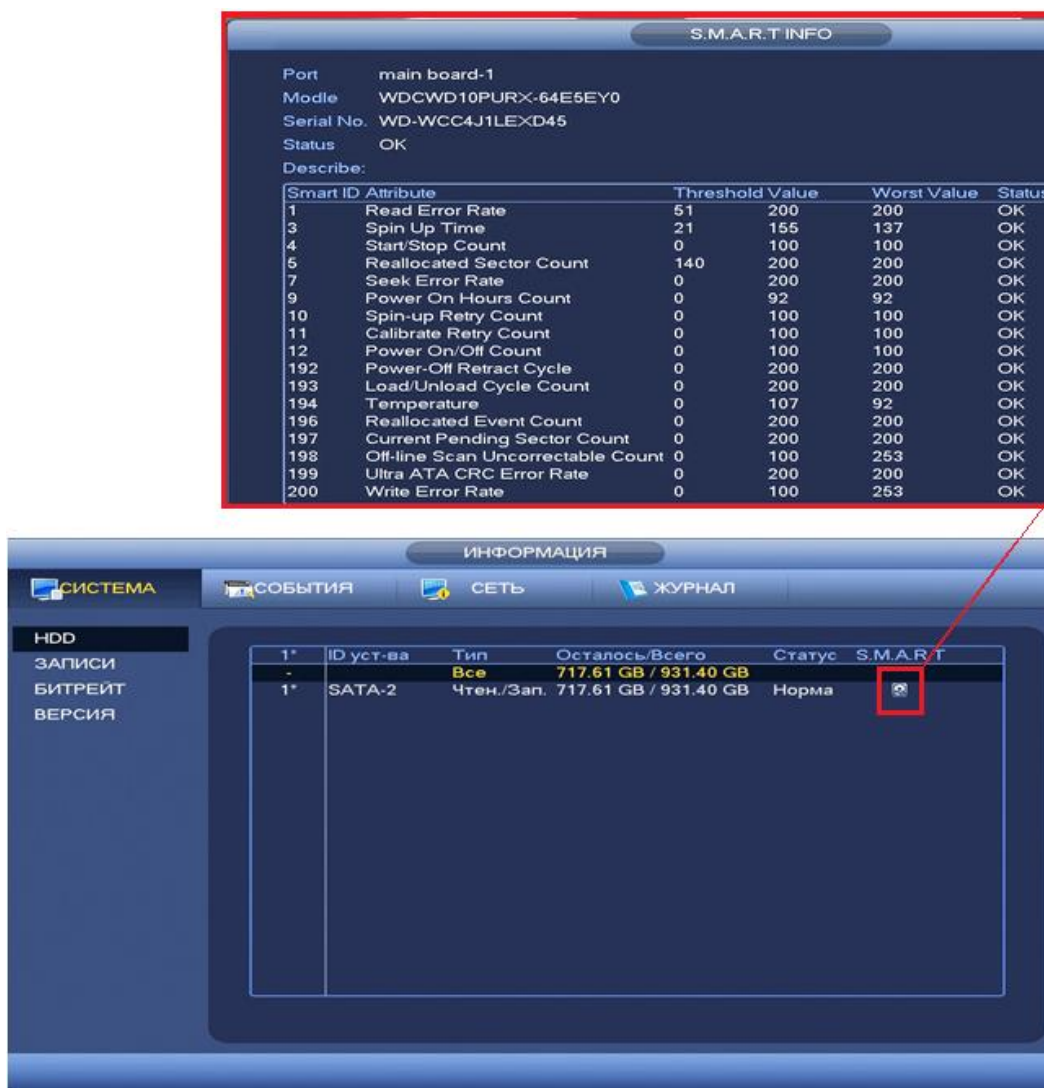 S.M.A.R.T INFO
Port main board-1
Modle WDCWD10PURX-64E5EY0
Serial No. WD-WCC4J1LEXD45
Status OK
Describe:
Smart ID Attribute Threshold Value Worst Value Status
1 Read Error Rate 51 200 200 OK
3 Spin Up Time 21 155 137 OK
4 Start/Stop Count 0 100 100 OK
5 Reallocated Sector Count 140 200 200 OK
7 Seek Error Rate 0 200 200 OK
9 Power On Hours Count 0 92 92 OK
10 Spin-up Retry Count 0 100 100 OK
11 Calibrate Retry Count 0 100 100 OK
12 Power On/Off Count 0 100 100 OK
192 Power-Off Retract Cycle 0 200 200 OK
193 Load/Unload Cycle Count 0 200 200 OK
194 Temperature 0 107 92 OK
196 Reallocated Event Count 0 200 200 OK
197 Current Pending Sector Count 0 200 200 OK
198 Off-line Scan Uncorrectable Count 0 100 253 OK
199 Ultra ATA CRC Error Rate 0 200 200 OK
200 Write Error Rate 0 100 253 OK
ИНФОРМАЦИЯ
СИСТЕМА СОБЫТИЯ СЕТЬ ЖУРНАЛ
HDD
ЗАПИСИ
БИТРЕЙТ
ВЕРСИЯ
1* ID уст-ва Тип Осталось/Всего Статус S.M.A.R.T
- Все 717.61 GB / 931.40 GB
1* SATA-2 Чтен./Зап. 717.61 GB / 931.40 GB Норма